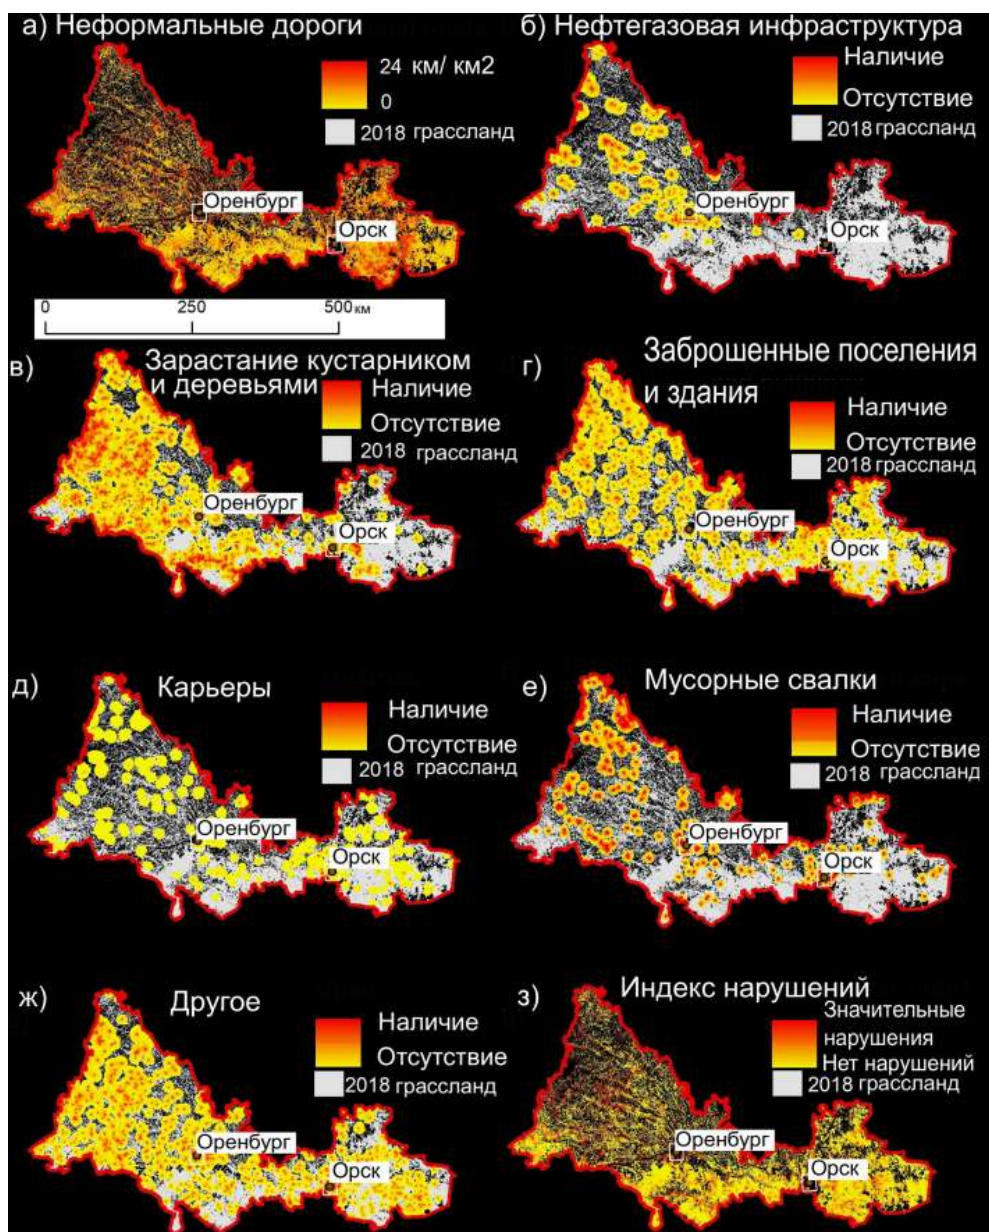 а) Неформальные дороги
24 км/ км2
0
2018 грассланд
Оренбург
Орск
0 250 500 км
б) Нефтегазовая инфраструктура
Наличие
Отсутствие
2018 грассланд
Оренбург
Орск
в) Зарастание кустарником
и деревьями
Наличие
Отсутствие
2018 грассланд
Оренбург
Орск
г) Заброшенные поселения
и здания
Наличие
Отсутствие
2018 грассланд
Оренбург
Орск
д) Карьеры
Наличие
Отсутствие
2018 грассланд
Оренбург
Орск
е) Мусорные свалки
Наличие
Отсутствие
2018 грассланд
Оренбург
Орск
ж) Другое
Наличие
Отсутствие
2018 грассланд
Оренбург
Орск
з) Индекс нарушений
Значительные
нарушения
Нет нарушений
2018 грассланд
Оренбург
Орск